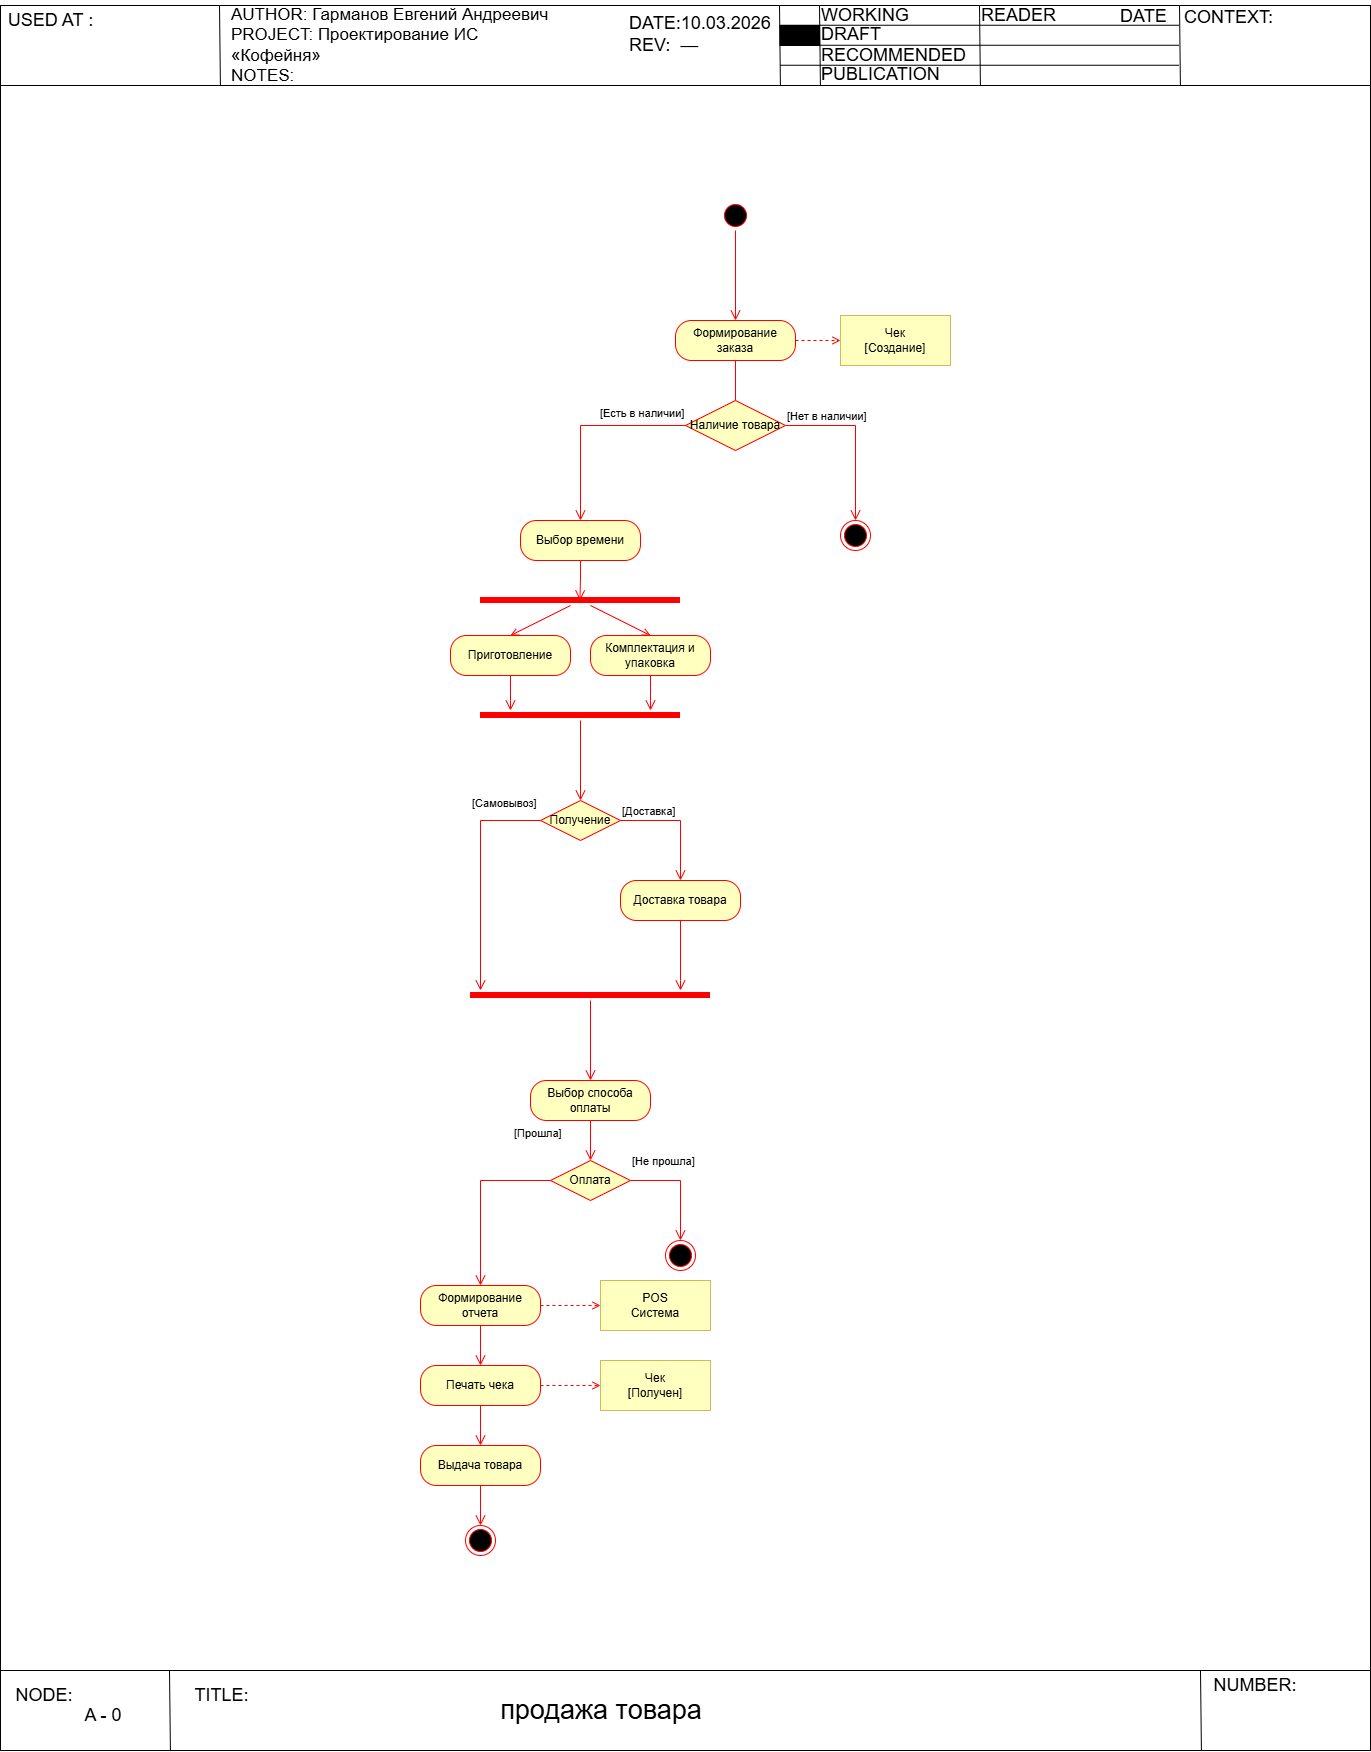 USED AT :
AUTHOR: Гарманов Евгений Андреевич
PROJECT: Проектирование ИС
«Кофейня»
NOTES:
DATE:10.03.2026
REV:  —
WORKING
DRAFT
RECOMMENDED
PUBLICATION
READER
DATE
CONTEXT:
Формирование
заказа
Чек
[Создание]
[Есть в наличии]
Наличие товара
[Нет в наличии]
Выбор времени
Приготовление
Комплектация и
упаковка
[Самовывоз]
Получение
[Доставка]
Доставка товара
Выбор способа
оплаты
[Прошла]
[Не прошла]
Оплата
Формирование
отчета
POS
Система
Печать чека
Чек
[Получен]
Выдача товара
NODE:
A - 0
TITLE:
продажа товара
NUMBER: